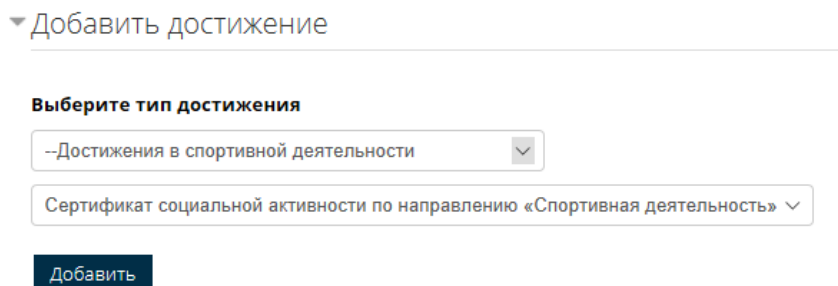 Добавить достижение
Выберите тип достижения
--Достижения в спортивной деятельности
Сертификат социальной активности по направлению «Спортивная деятельность»
Добавить